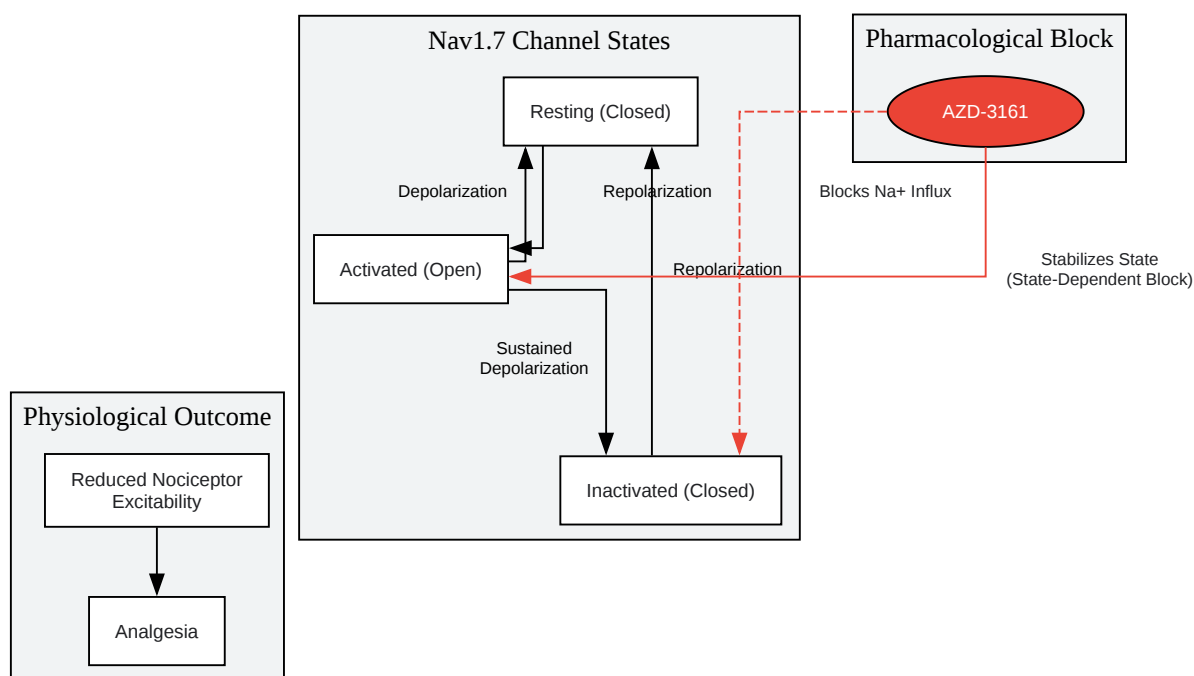 Nav1.7 Channel States
Pharmacological Block
Resting (Closed)
AZD-3161
Depolarization
Repolarization
Blocks Na+ Influx
Activated (Open)
Repolarization
Stabilizes State
(State-Dependent Block)
Sustained
Depolarization
Inactivated (Closed)
Physiological Outcome
Reduced Nociceptor
Excitability
Analgesia